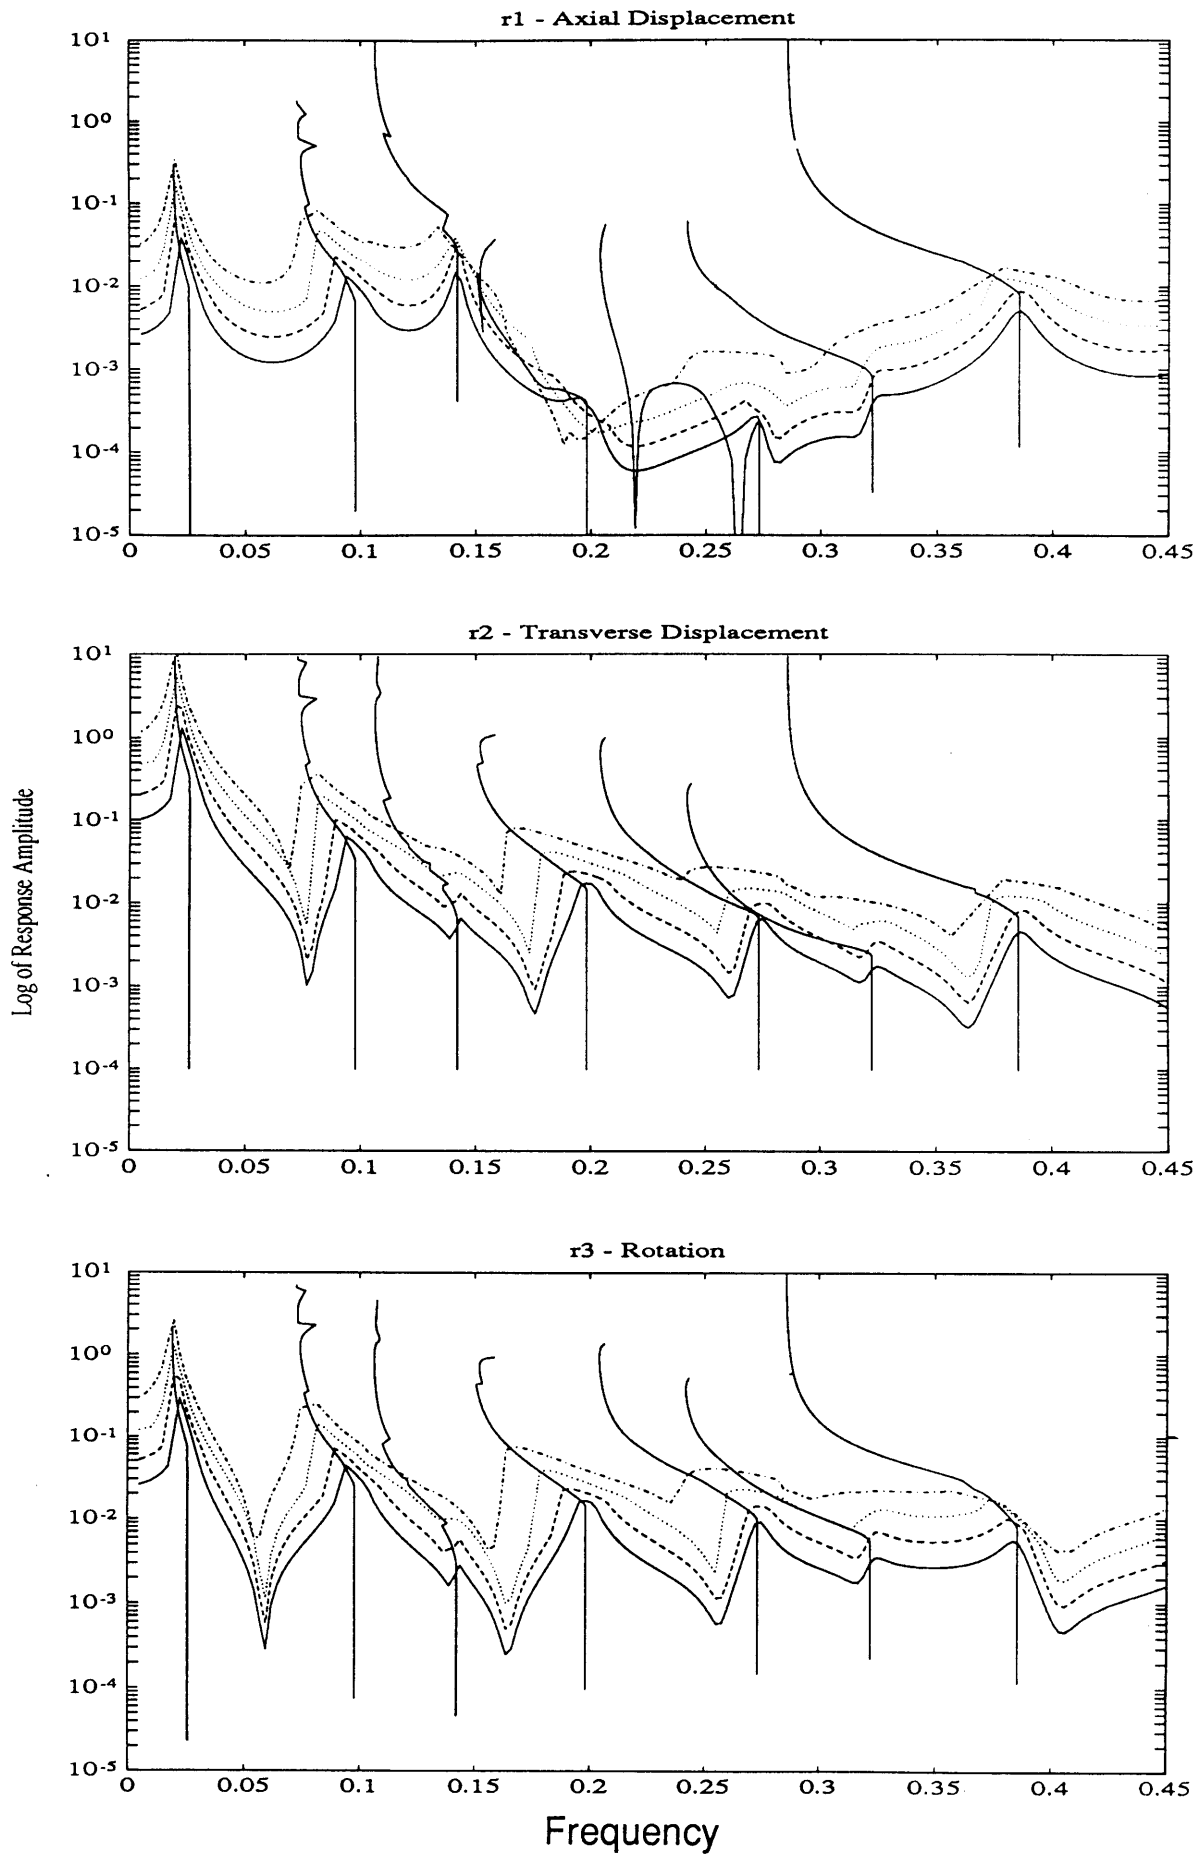 r1 - Axial Displacement
10¹
10⁰
10⁻¹
10⁻²
10⁻³
10⁻⁴
10⁻⁵
0 0.05 0.1 0.15 0.2 0.25 0.3 0.35 0.4 0.45
r2 - Transverse Displacement
Log of Response Amplitude
10¹
10⁰
10⁻¹
10⁻²
10⁻³
10⁻⁴
10⁻⁵
0 0.05 0.1 0.15 0.2 0.25 0.3 0.35 0.4 0.45
r3 - Rotation
10¹
10⁰
10⁻¹
10⁻²
10⁻³
10⁻⁴
10⁻⁵
0 0.05 0.1 0.15 0.2 0.25 0.3 0.35 0.4 0.45
Frequency